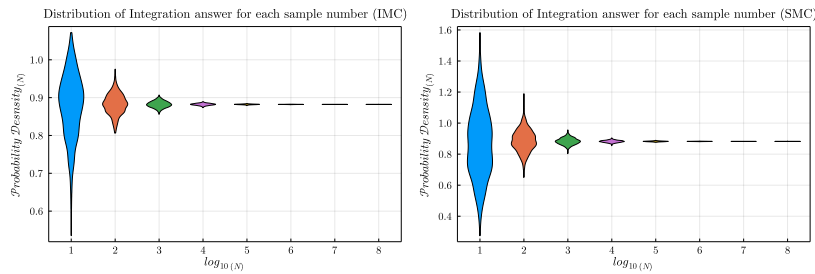 Distribution of Integration answer for each sample number (IMC)
1.0
0.9
0.8
0.7
0.6
Probability Desnsity(N)
1 2 3 4 5 6 7 8
log10 (N)
Distribution of Integration answer for each sample number (SMC)
1.6
1.4
1.2
1.0
0.8
0.6
0.4
Probability Desnsity(N)
1 2 3 4 5 6 7 8
log10 (N)